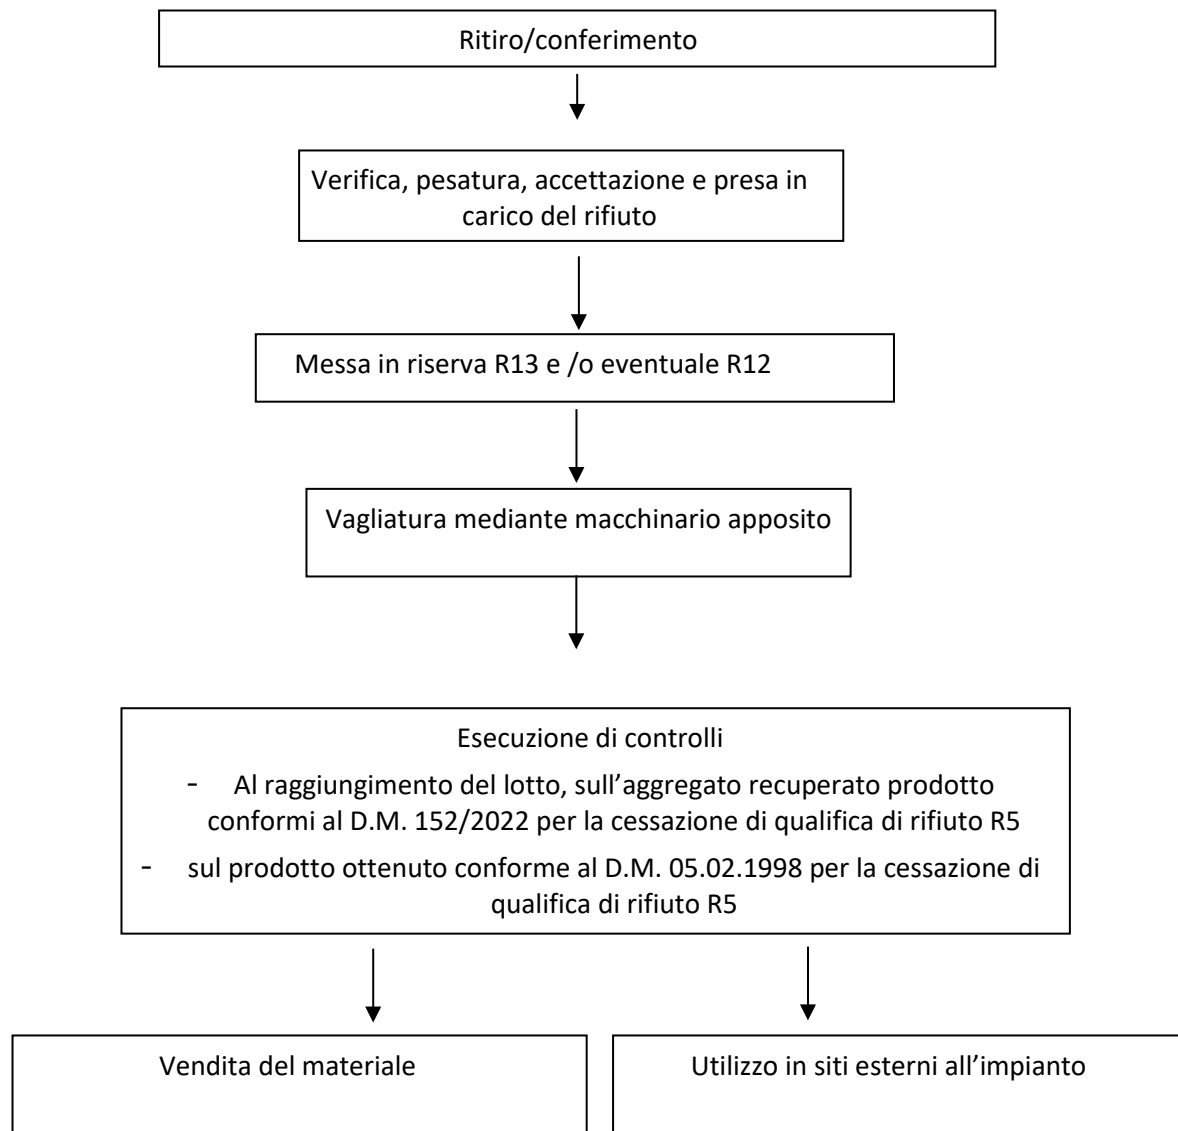 Ritiro/conferimento
Verifica, pesatura, accettazione e presa in
carico del rifiuto
Messa in riserva R13 e /o eventuale R12
Vagliatura mediante macchinario apposito
Esecuzione di controlli
- Al raggiungimento del lotto, sull’aggregato recuperato prodotto
conformi al D.M. 152/2022 per la cessazione di qualifica di rifiuto R5
- sul prodotto ottenuto conforme al D.M. 05.02.1998 per la cessazione di
qualifica di rifiuto R5
Vendita del materiale
Utilizzo in siti esterni all’impianto